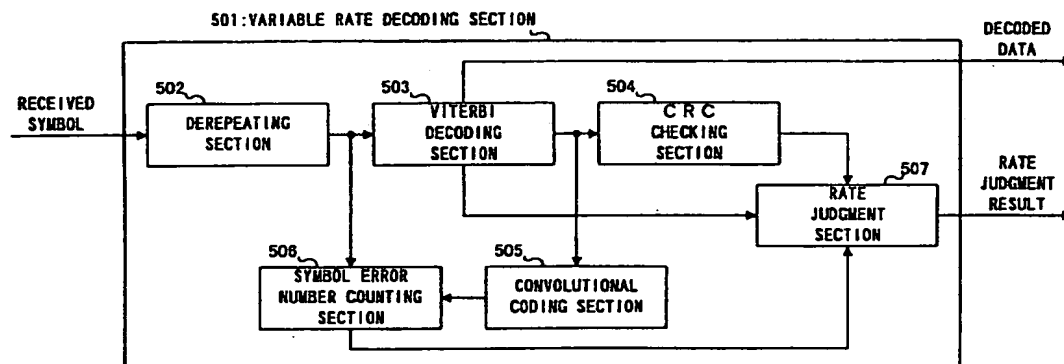 501:VARIABLE RATE DECODING SECTION
DECODED
DATA
RECEIVED
SYMBOL
502
DEREPEATING
SECTION
503
VITERBI
DECODING
SECTION
504
CRC
CHECKING
SECTION
507
RATE
JUDGMENT
SECTION
RATE
JUDGMENT
RESULT
506
SYMBOL ERROR
NUMBER COUNTING
SECTION
505
CONVOLUTIONAL
CODING SECTION